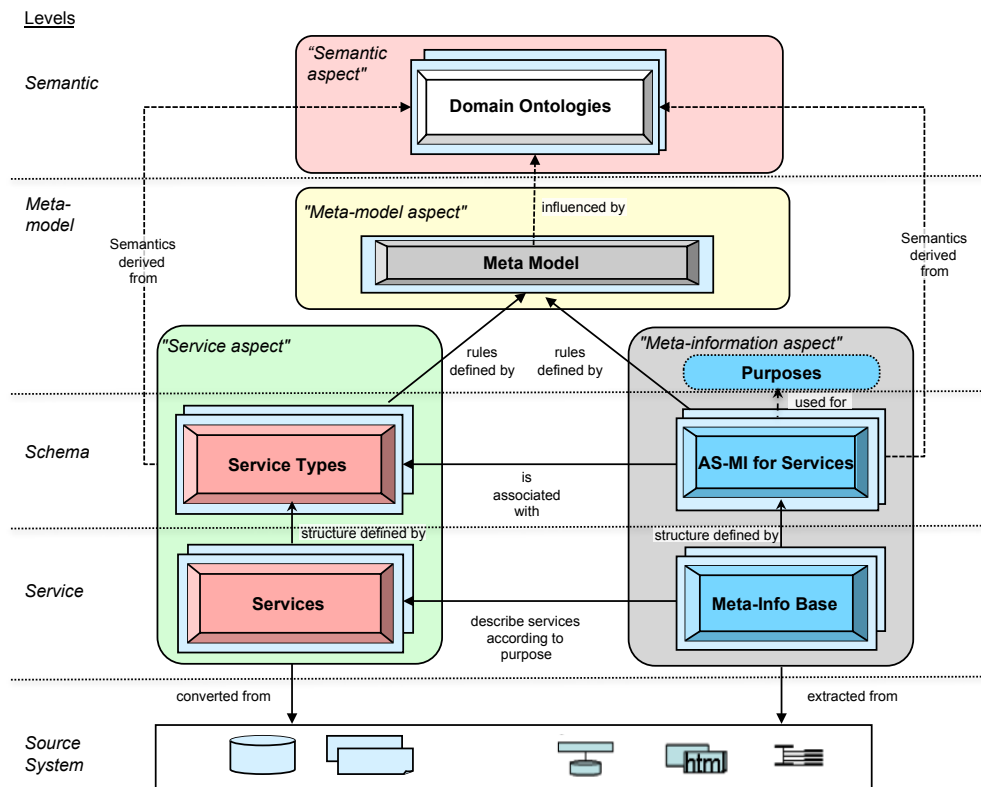 Levels
Semantic
“Semantic
aspect"
Domain Ontologies
Meta-
model
"Meta-model aspect"
influenced by
Semantics
derived
from
Semantics
derived
from
Meta Model
"Service aspect"
rules
defined by
rules
defined by
"Meta-information aspect"
Purposes
used for
Schema
Service Types
AS-MI for Services
is
associated
with
structure defined by
structure defined by
Service
Services
Meta-Info Base
describe services
according to
purpose
converted from
extracted from
Source
System
html